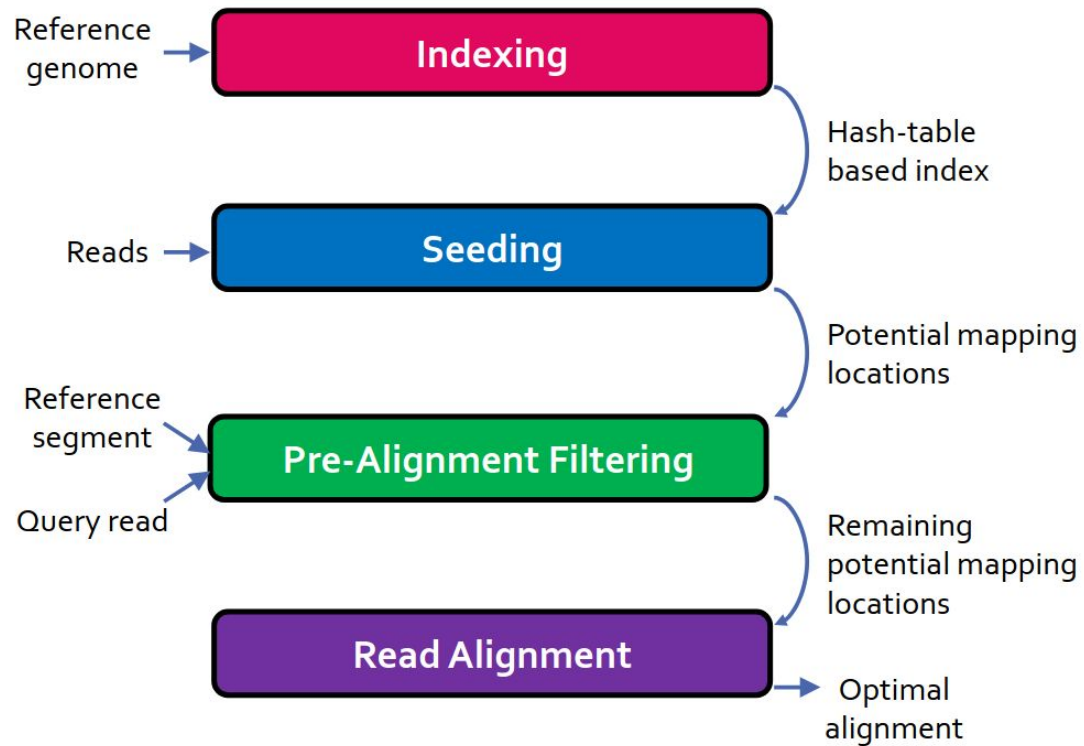 Reference
genome
Indexing
Hash-table
based index
Reads
Seeding
Potential mapping
locations
Reference
segment
Pre-Alignment Filtering
Query read
Remaining
potential mapping
locations
Read Alignment
Optimal
alignment